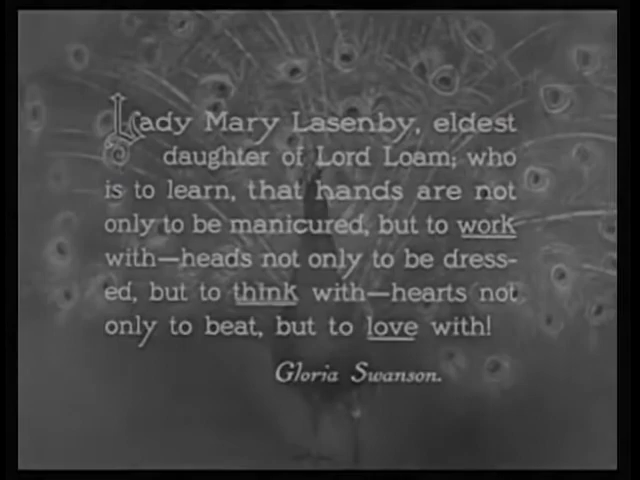 Lady Mary Lasenby, eldest
daughter of Lord Loam; who
is to learn, that hands are not
only to be manicured, but to work
with—heads not only to be dress-
ed, but to think with—hearts not
only to beat, but to love with!
Gloria Swanson.